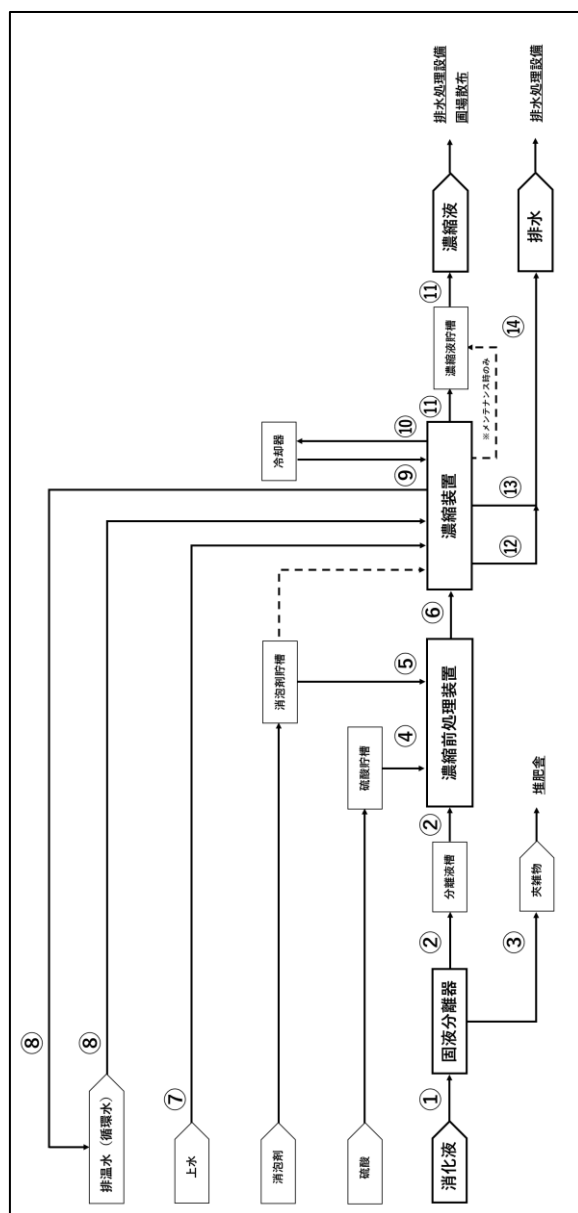 ⑧
排温水（循環水）
⑧
上水
⑦
消泡剤
消泡剤貯槽
⑤
硫酸
硫酸貯槽
④
冷却器
⑨
⑩
消化液
①
固液分離器
②
分離液槽
②
濃縮前処理装置
⑥
濃縮装置
⑪
濃縮液貯槽
⑪
濃縮液
排水処理設備
圃場散布
※メンテナンス時のみ
③
夾雑物
堆肥舎
⑫
⑬
⑭
排水
排水処理設備